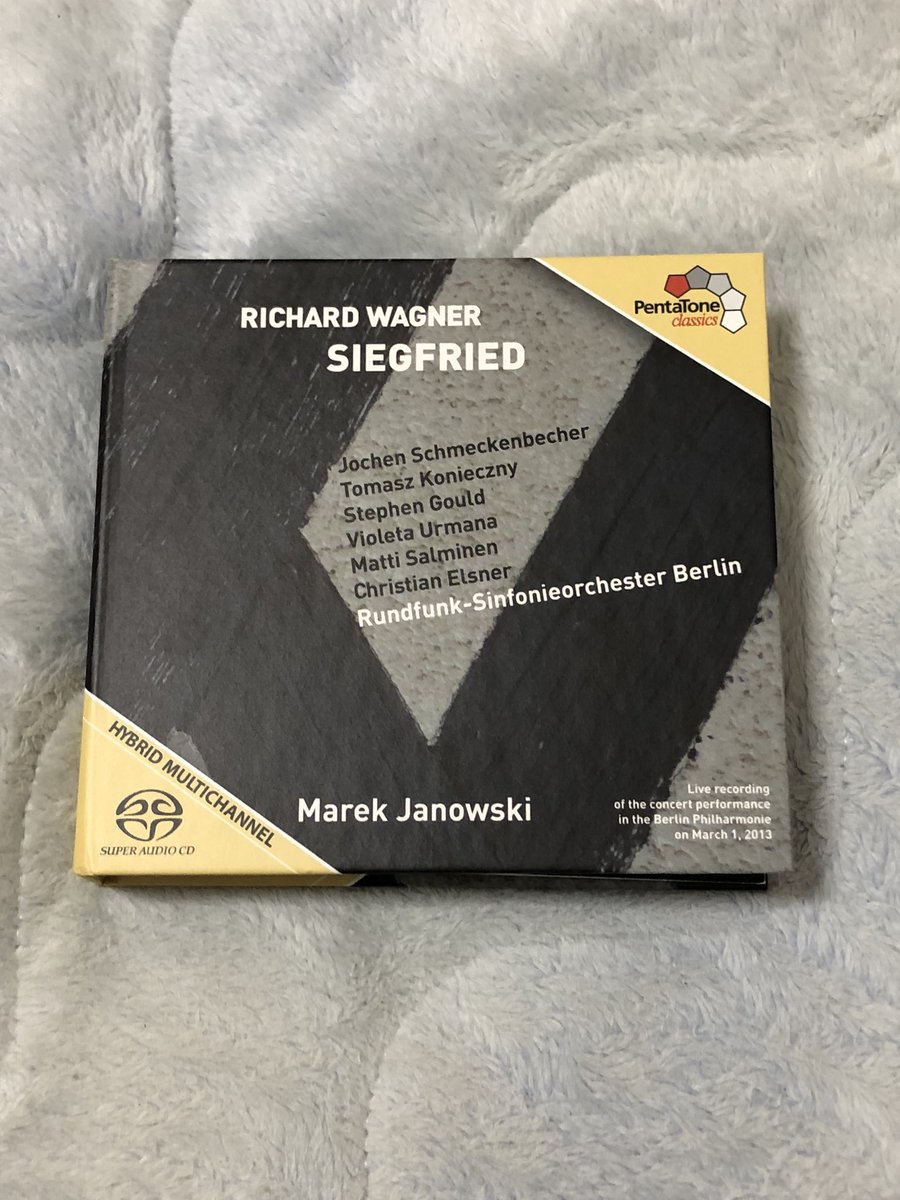 PentaTone
classics
RICHARD WAGNER
SIEGFRIED
Jochen Schmeckenbecher
Tomasz Konieczny
Stephen Gould
Violeta Urmana
Matti Salminen
Christian Elsner
Rundfunk-Sinfonieorchester Berlin
HYBRID MULTICHANNEL
SUPER AUDIO CD
Marek Janowski
Live recording
of the concert performance
in the Berlin Philharmonie
on March 1, 2013